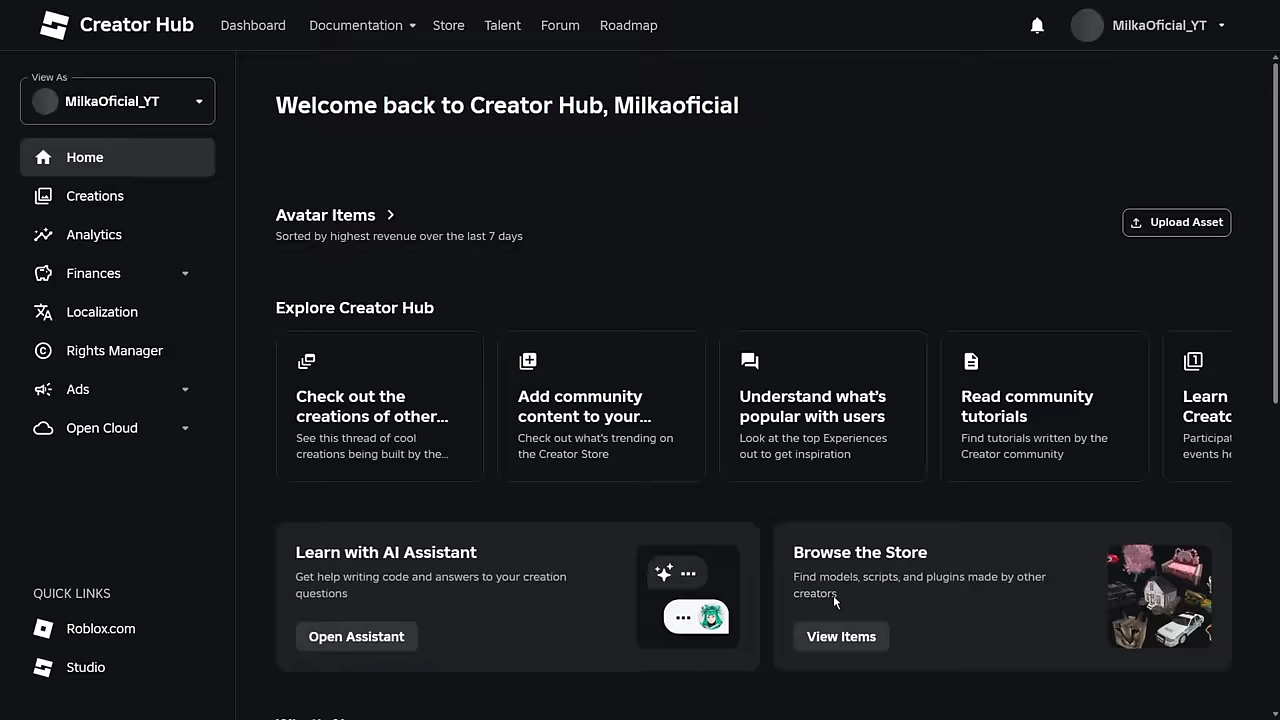 Creator Hub
Dashboard
Documentation
Store
Talent
Forum
Roadmap
MilkaOficial_YT
View As
MilkaOficial_YT
Home
Creations
Analytics
Finances
Localization
Rights Manager
Ads
Open Cloud
QUICK LINKS
Roblox.com
Studio
Welcome back to Creator Hub, Milkaoficial
Avatar Items
Sorted by highest revenue over the last 7 days
Upload Asset
Explore Creator Hub
Check out the
creations of other...
See this thread of cool
creations being built by the...
Add community
content to your...
Check out what's trending on
the Creator Store
Understand what's
popular with users
Look at the top Experiences
out to get inspiration
Read community
tutorials
Find tutorials written by the
Creator community
Learn
Creato
Participat
events he
Learn with AI Assistant
Get help writing code and answers to your creation
questions
Open Assistant
Browse the Store
Find models, scripts, and plugins made by other
creators
View Items